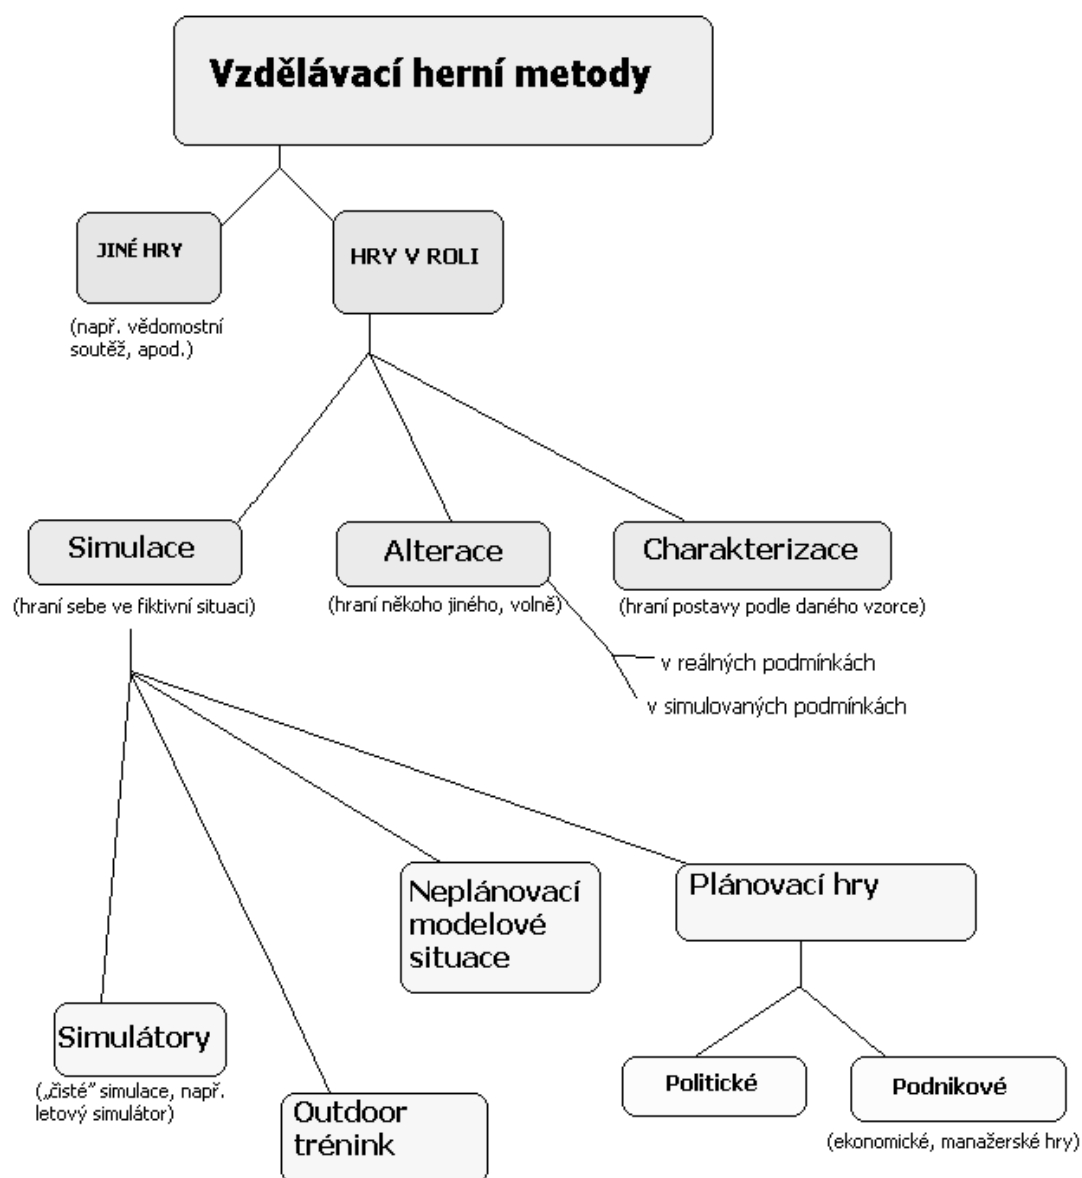 Vzdělávací herní metody
JINÉ HRY
HRY V ROLI
(např. vědomostní
soutěž, apod.)
Simulace
Alterace
Charakterizace
(hraní sebe ve fiktivní situaci)
(hraní někoho jiného, volně)
(hraní postavy podle daného vzorce)
v reálných podmínkách
v simulovaných podmínkách
Neplánovací
modelové
situace
Plánovací hry
Simulátory
(„čisté” simulace, např.
letový simulátor)
Outdoor
trénink
Politické
Podnikové
(ekonomické, manažerské hry)